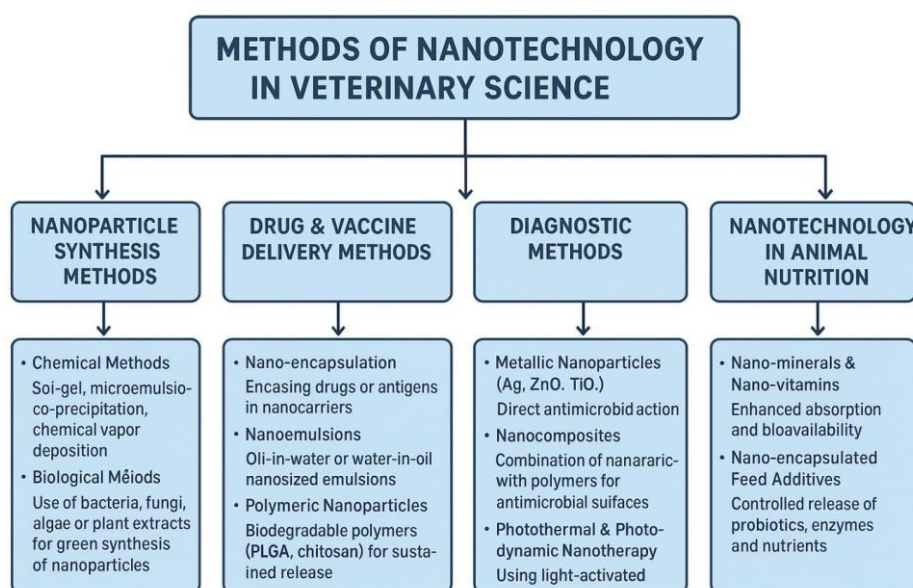 METHODS OF NANOTECHNOLOGY
IN VETERINARY SCIENCE
NANOPARTICLE
SYNTHESIS
METHODS
• Chemical Methods
Soi-gel, microemulsio-
co-precipitation,
chemical vapor
deposition
• Biological Mėiods
Use of bacteria, fungi,
algae or plant extracts
for green synthesis
of nanoparticles
DRUG & VACCINE
DELIVERY METHODS
• Nano-encapsulation
Encasing drugs or antigens
in nanocarriers
• Nanoemulsions
Oli-in-water or water-in-oil
nanosized emulsions
• Polymeric Nanoparticles
Biodegradable polymers
(PLGA, chitosan) for susta-
ined release
DIAGNOSTIC
METHODS
• Metallic Nanoparticles
(Ag, ZnO. TiO.)
Direct antimicrobid action
• Nanocomposites
Combination of nanararic-
with polymers for
antimicrobial suifaces
• Photothermal & Photo-
dynamic Nanotherapy
Using light-activated
NANOTECHNOLOGY
IN ANIMAL
NUTRITION
• Nano-minerals &
Nano-vitamins
Enhanced absorption
and bioavailability
• Nano-encapsulated
Feed Additives
Controlled release of
probiotics, enzymes
and nutrients